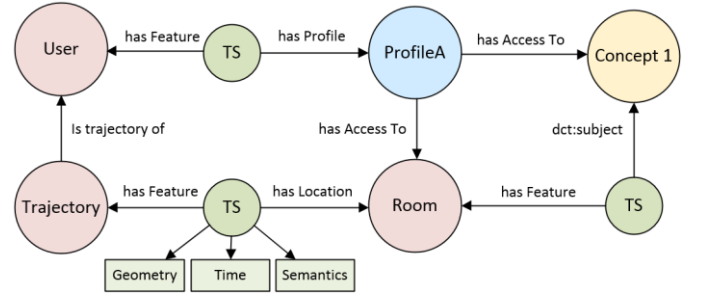 User
has Feature
TS
has Profile
ProfileA
has Access To
Concept 1
Is trajectory of
has Access To
dct:subject
Trajectory
has Feature
TS
has Location
Room
has Feature
TS
Geometry
Time
Semantics